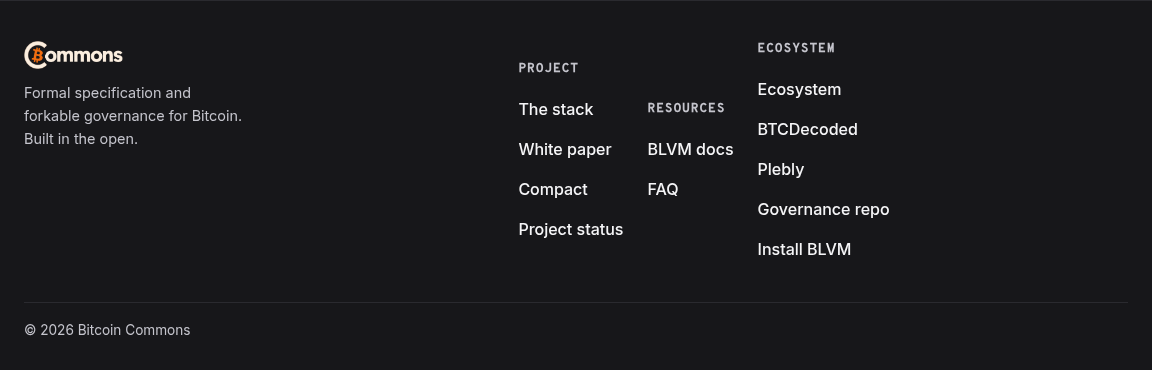 Commons
Formal specification and
forkable governance for Bitcoin.
Built in the open.
PROJECT
The stack
White paper
Compact
Project status
RESOURCES
BLVM docs
FAQ
ECOSYSTEM
Ecosystem
BTCDecoded
Plebly
Governance repo
Install BLVM
© 2026 Bitcoin Commons